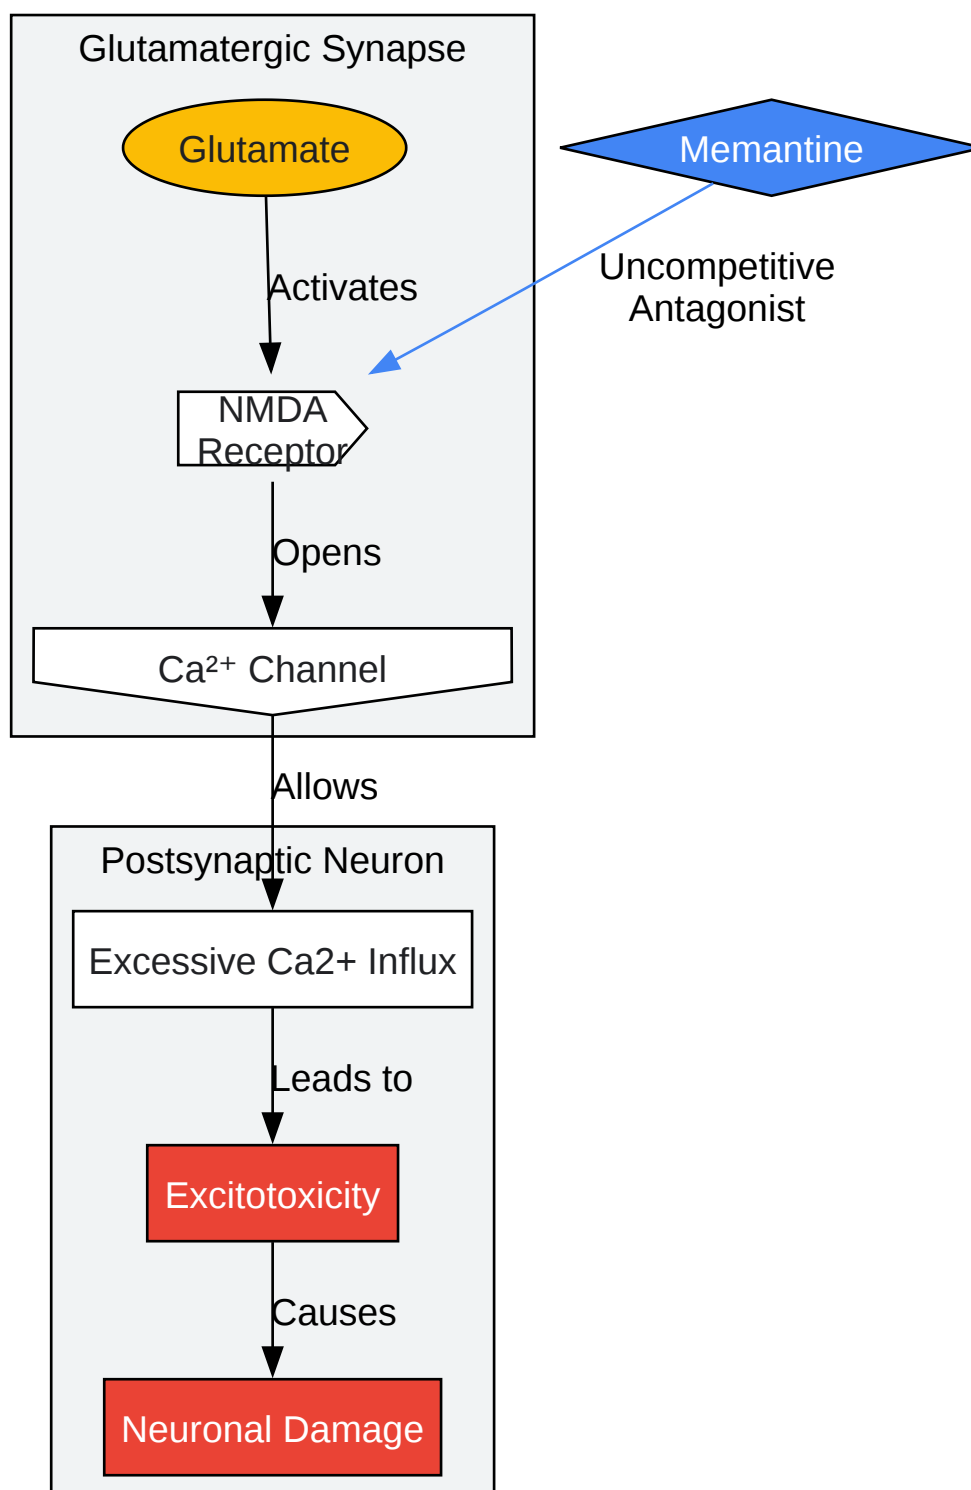 Glutamatergic Synapse
Glutamate
Memantine
Activates
Uncompetitive
Antagonist
NMDA
Receptor
Opens
Ca²⁺ Channel
Allows
Postsynaptic Neuron
Excessive Ca2+ Influx
Leads to
Excitotoxicity
Causes
Neuronal Damage